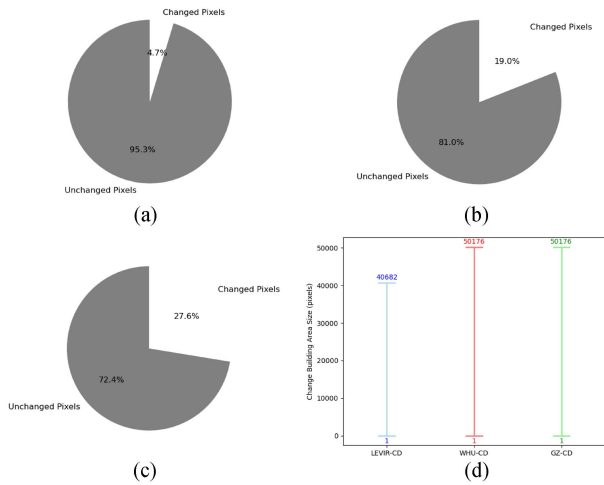 Changed Pixels
4.7%
95.3%
Unchanged Pixels
(a)
Changed Pixels
19.0%
81.0%
Unchanged Pixels
(b)
Changed Pixels
27.6%
72.4%
Unchanged Pixels
(c)
50176
50176
50000
40682
40000
30000
20000
10000
0
Change Building Area Size (pixels)
1
1
1
LEVIR-CD
WHU-CD
GZ-CD
(d)